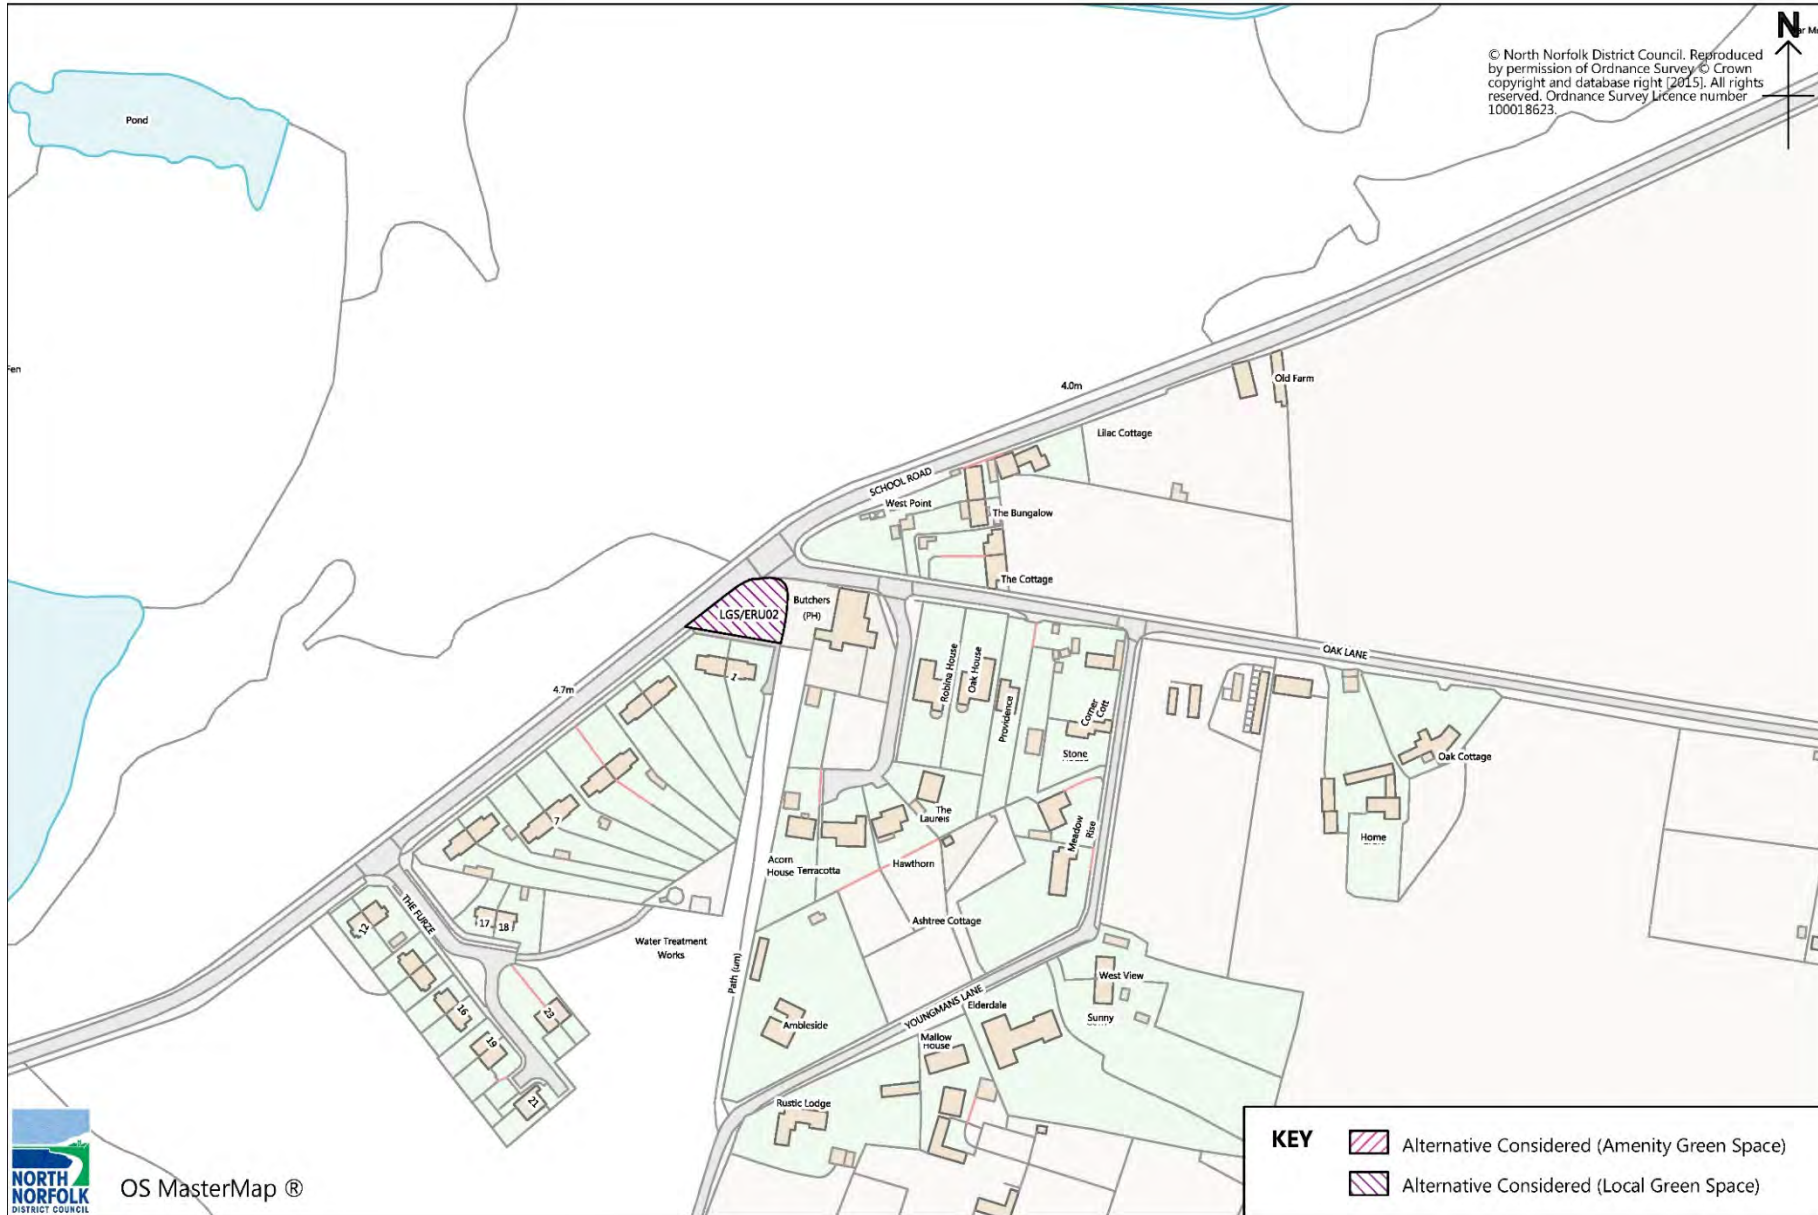 N
© North Norfolk District Council. Reproduced
by permission of Ordnance Survey © Crown
copyright and database right [2015]. All rights
reserved. Ordnance Survey Licence number
100018623.
Pond
Fen
4.0m
Old Farm
Lilac Cottage
SCHOOL ROAD
West Point
The Bungalow
The Cottage
LGS/ERU02
Butchers
(PH)
OAK LANE
4.7m
1
Robina House
Oak House
Providence
Corner
Cott
Stone
Oak Cottage
7
The
Laurels
Meadow
Rise
Home
Acorn
House
Terracotta
Hawthorn
THE FURZE
12
17
18
Ashtree Cottage
Water Treatment
Works
Path (um)
West View
16
23
YOUNGMANS LANE
Elderdale
Sunny
Ambleside
Mallow
House
19
21
Rustic Lodge
KEY
Alternative Considered (Amenity Green Space)
Alternative Considered (Local Green Space)
NORTH
NORFOLK
DISTRICT COUNCIL
OS MasterMap ®